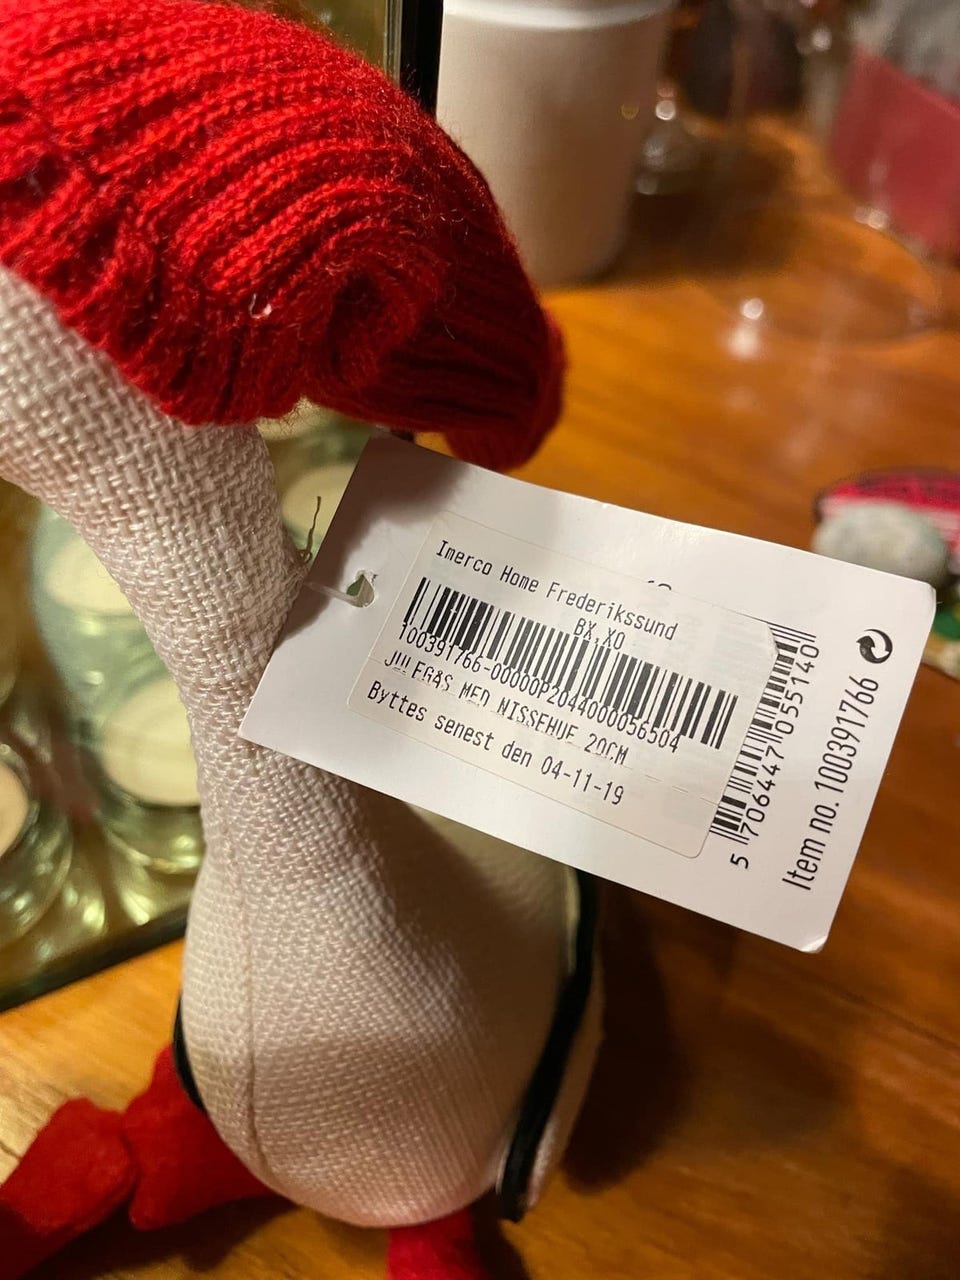 Imerco Home Frederikssund
BX,XO
100391766-00000P2044000056504
JULEGÅS MED NISSEHUE 20CM
Byttes senest den 04-11-19
5 706447 055140
Item no. 100391766